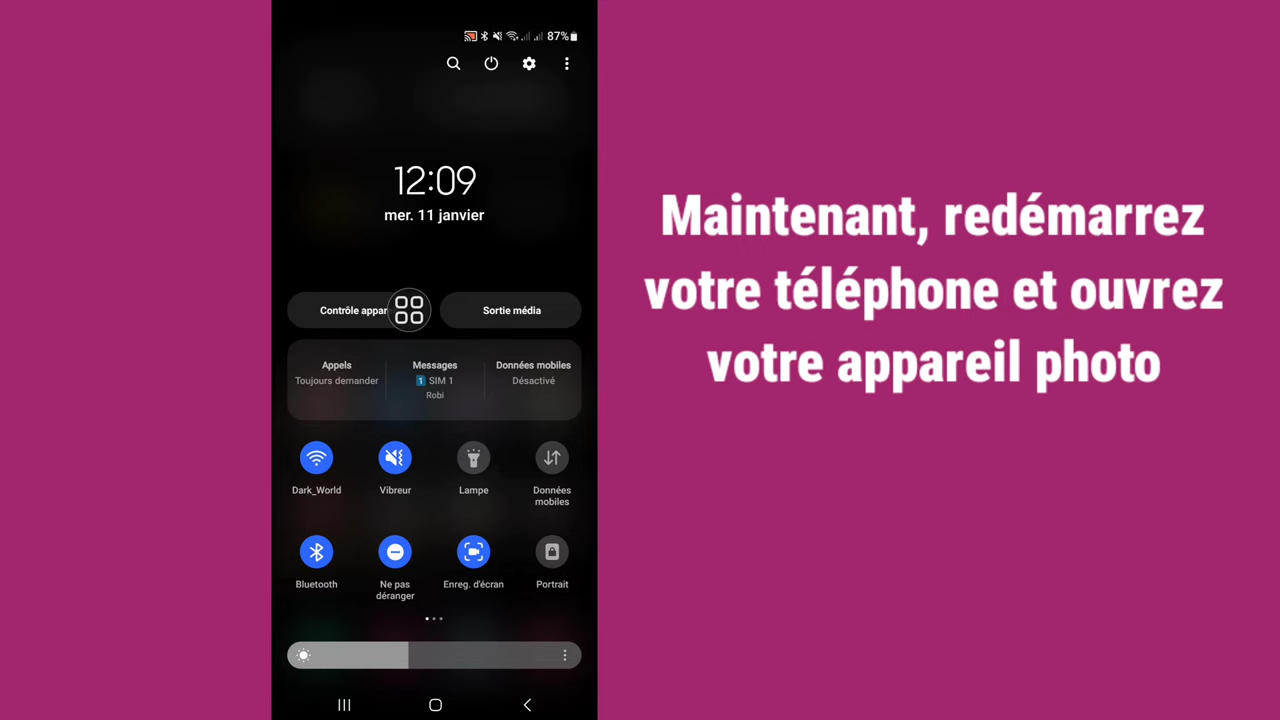 87%
12:09
mer. 11 janvier
Contrôle appar
Sortie média
Appels
Toujours demander
Messages
1 SIM 1
Robi
Données mobiles
Désactivé
Dark_World
Vibreur
Lampe
Données
mobiles
Bluetooth
Ne pas
déranger
Enreg. d'écran
Portrait
Maintenant, redémarrez
votre téléphone et ouvrez
votre appareil photo